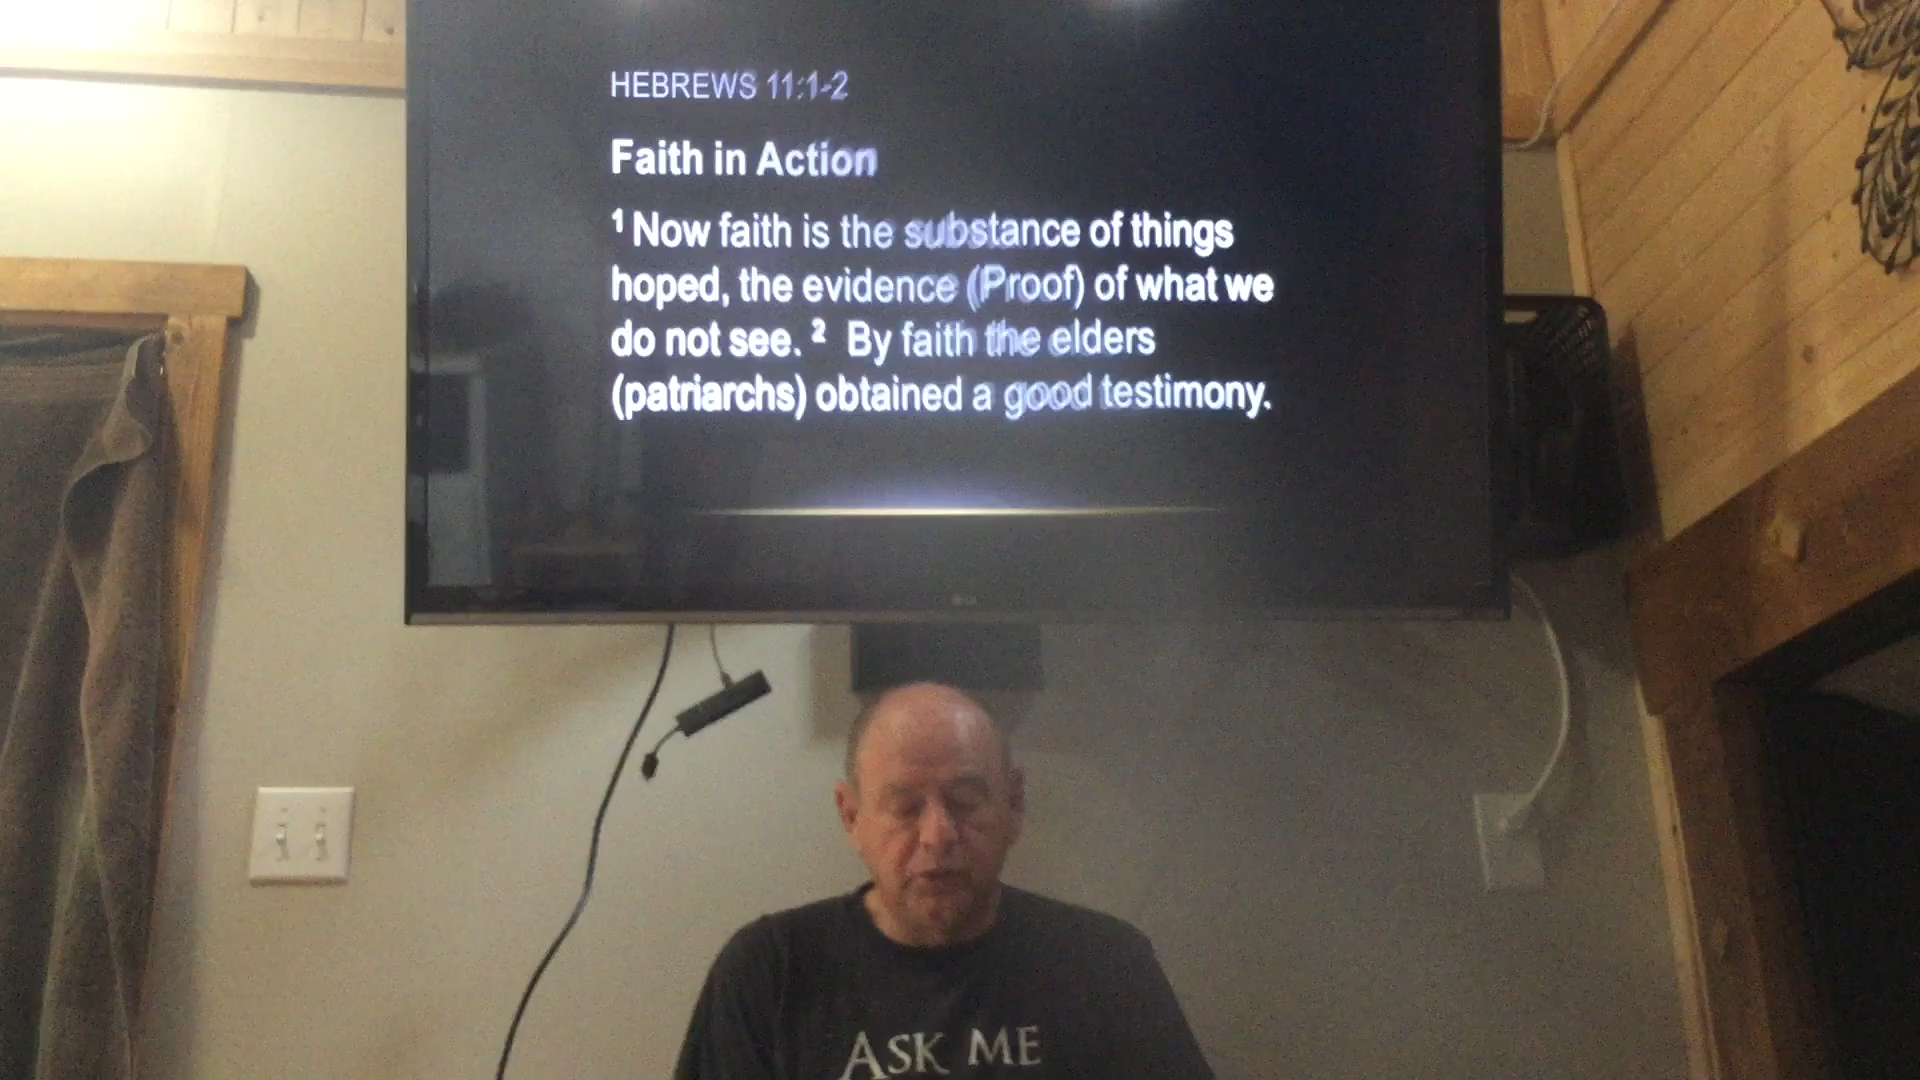 HEBREWS 11:1-2
Faith in Action
1 Now faith is the substance of things
hoped, the evidence (Proof) of what we
do not see. 2 By faith the elders
(patriarchs) obtained a good testimony.
ASK ME